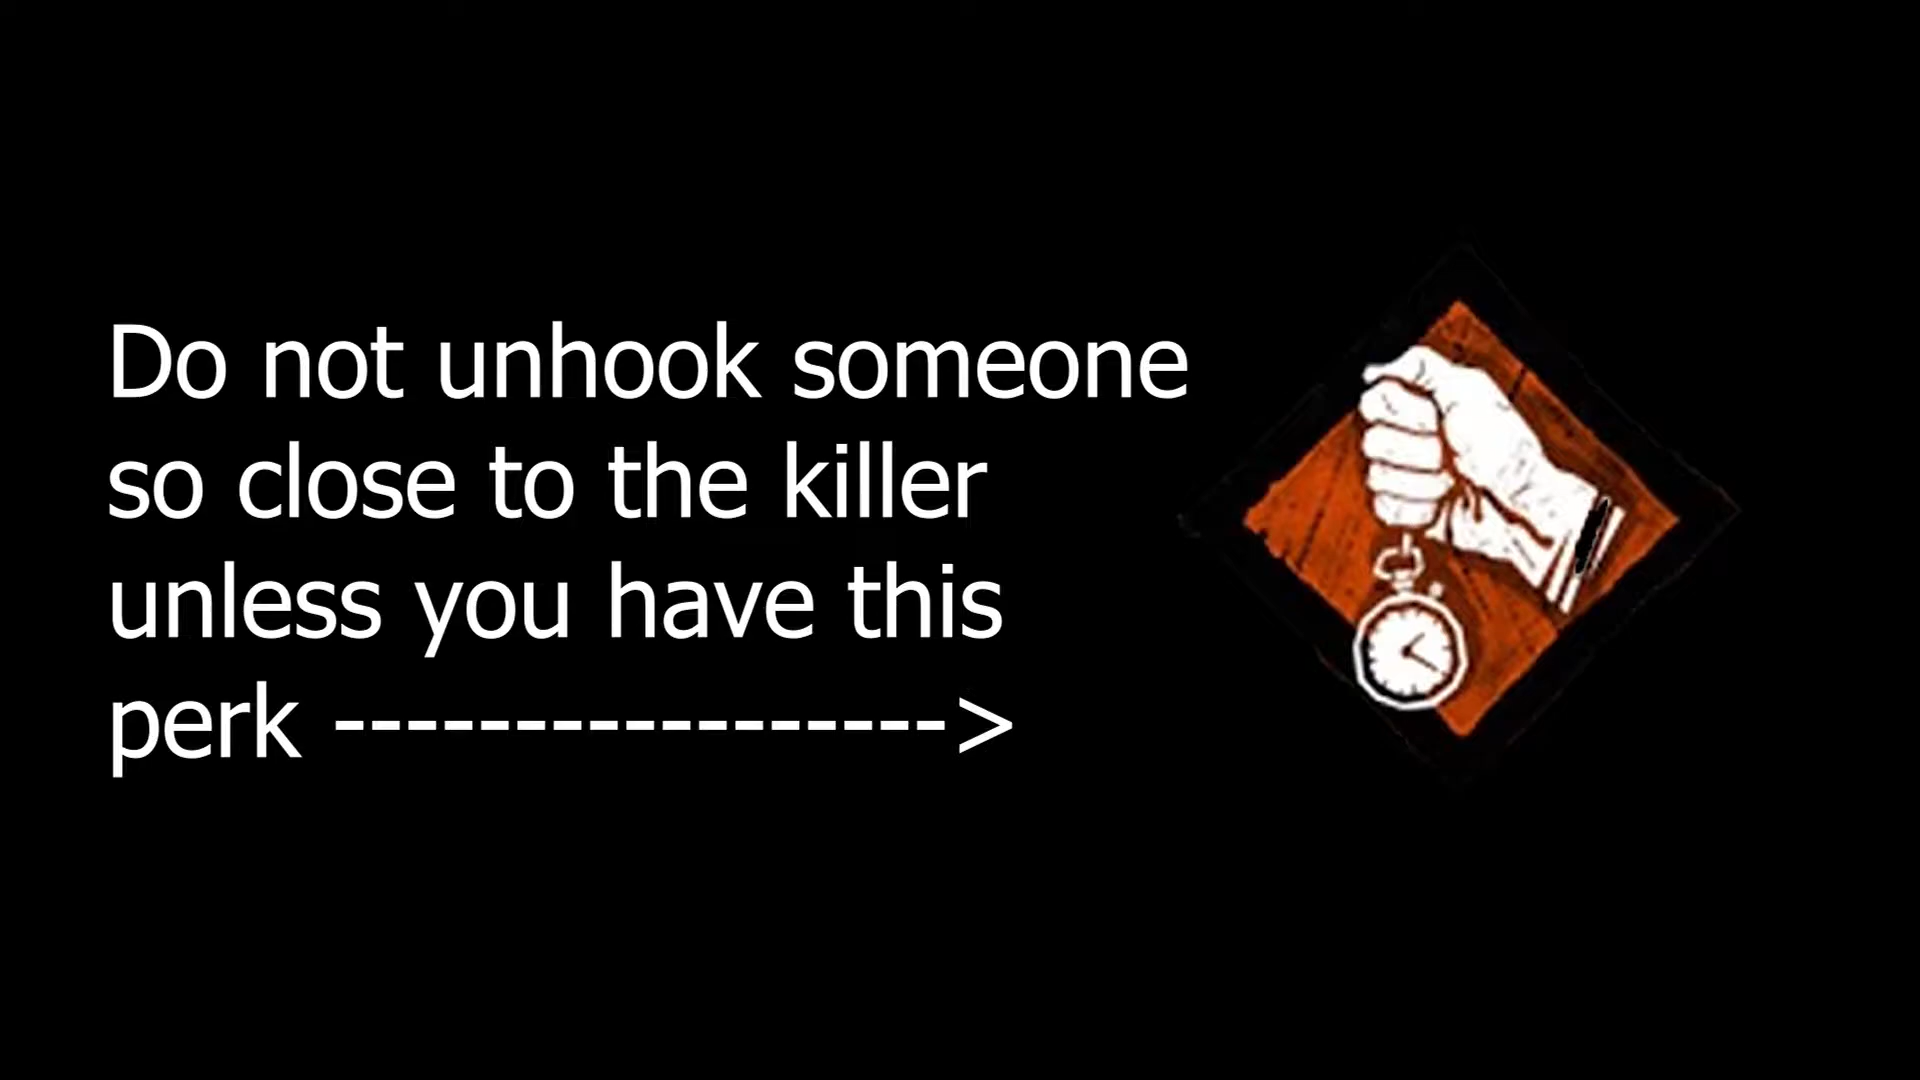 Do not unhook someone
so close to the killer
unless you have this
perk ----------------->